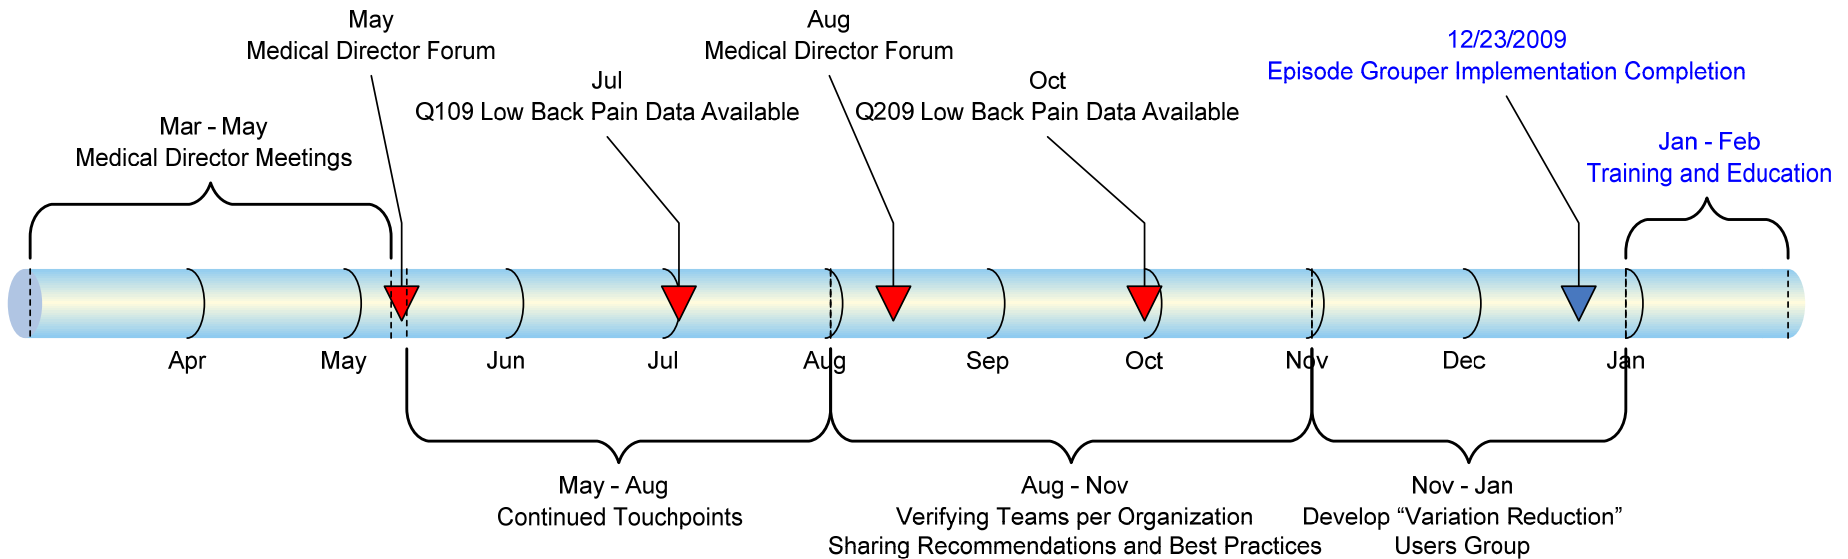 May
Medical Director Forum
Aug
Medical Director Forum
12/23/2009
Episode Grouper Implementation Completion
Jul
Q109 Low Back Pain Data Available
Oct
Q209 Low Back Pain Data Available
Mar - May
Medical Director Meetings
Jan - Feb
Training and Education
Apr
May
Jun
Jul
Aug
Sep
Oct
Nov
Dec
Jan
May - Aug
Continued Touchpoints
Aug - Nov
Verifying Teams per Organization
Sharing Recommendations and Best Practices
Nov - Jan
Develop “Variation Reduction”
Users Group